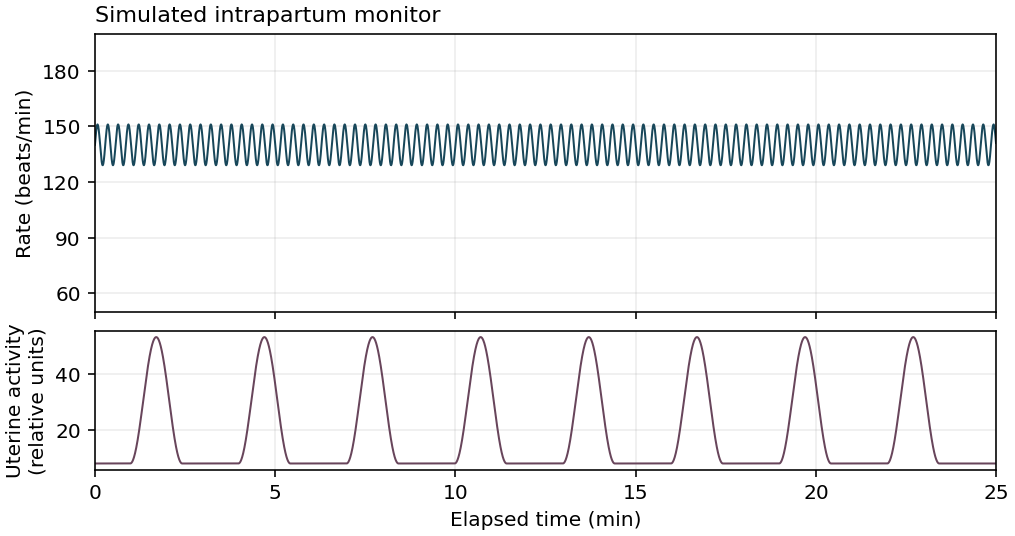 Simulated intrapartum monitor
Rate (beats/min)
180
150
120
90
60
Uterine activity
(relative units)
40
20
0
5
10
15
20
25
Elapsed time (min)